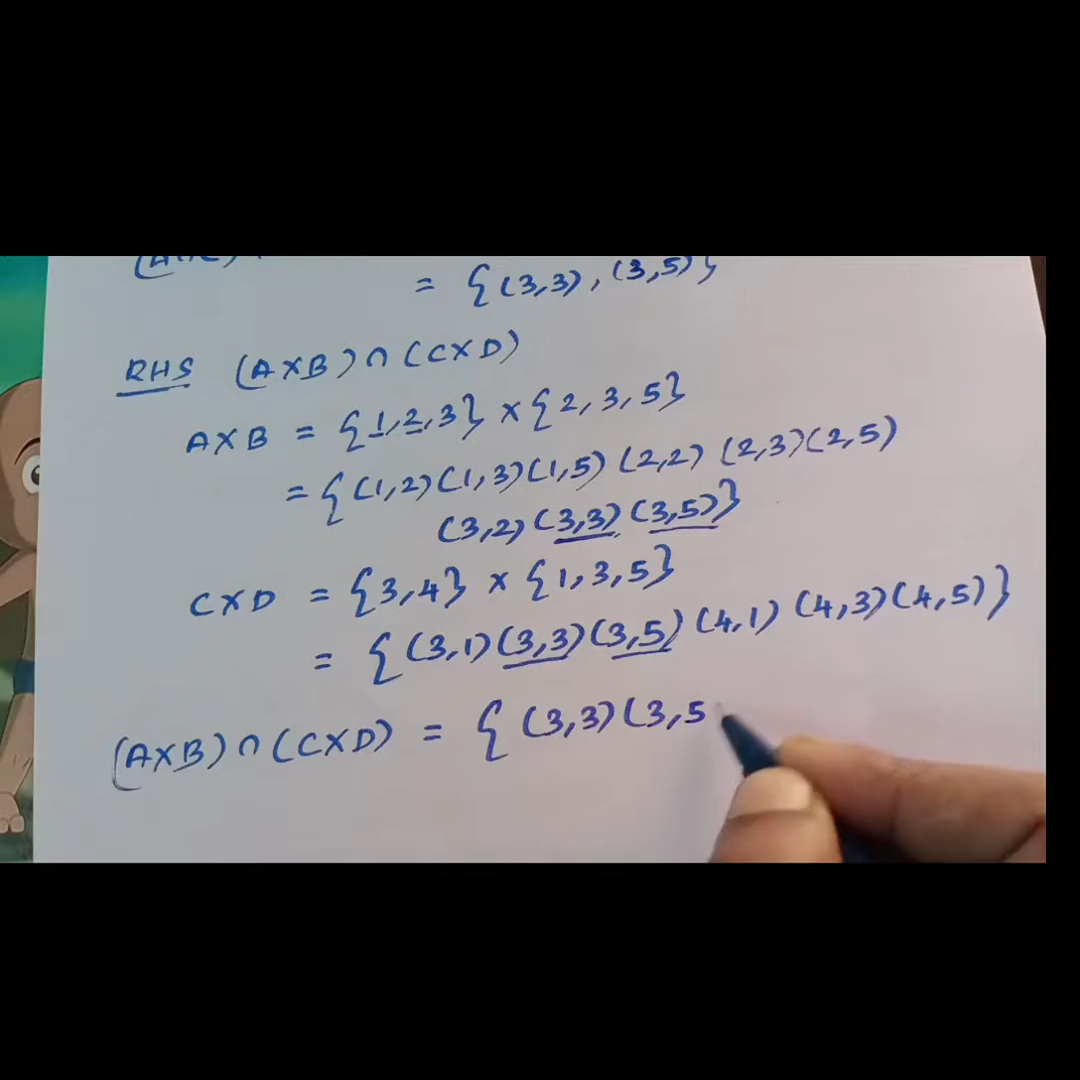 = {(3,3), (3,5)}
RHS (A×B)∩(C×D)
A×B = {1,2,3} × {2,3,5}
= {(1,2)(1,3)(1,5) (2,2) (2,3)(2,5)
(3,2) (3,3) (3,5)}
C×D = {3,4} × {1,3,5}
= {(3,1)(3,3)(3,5) (4,1) (4,3)(4,5)}
(A×B)∩(C×D) = { (3,3)(3,5